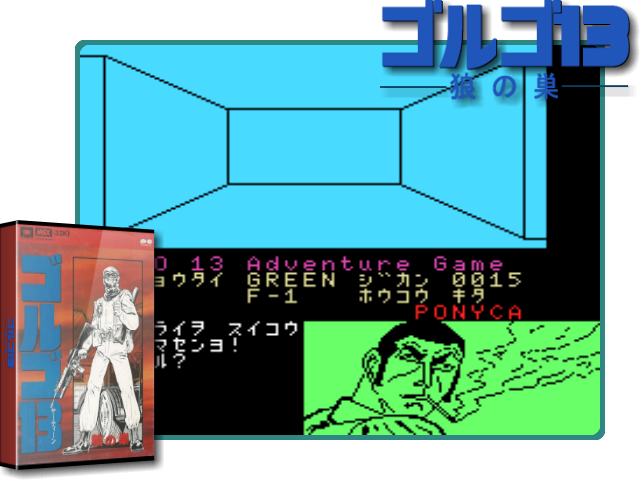 ゴルゴ13
狼の巣
O 13 Adventure Game
ョウタイ GREEN ジカン 0015
F-1 ホウコウ キタ
PONYCA
ライヲ スイコウ
マセンヨ!
ル?
MSX
ゴルゴ13
狼の巣